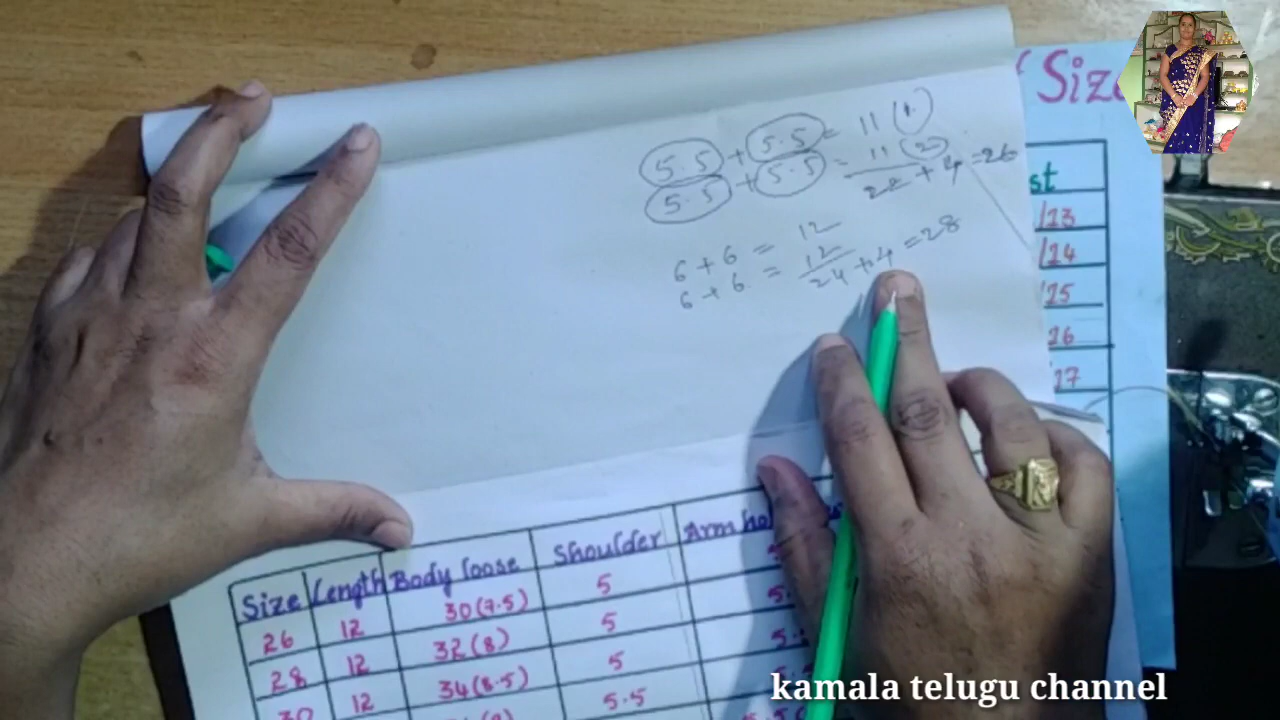 5.5 + 5.5 = 11 (1.)
5.5 + 5.5 = 11 (2)
22 + 4 = 26
6 + 6 = 12
6 + 6. = 12
24 + 4 = 28
Size
st
/23
/24
/25
26
27
Size Length Body loose Shoulder Arm ho
26 12 30(7.5) 5
28 12 32(8) 5
30 12 34(8.5) 5
5.5
kamala telugu channel